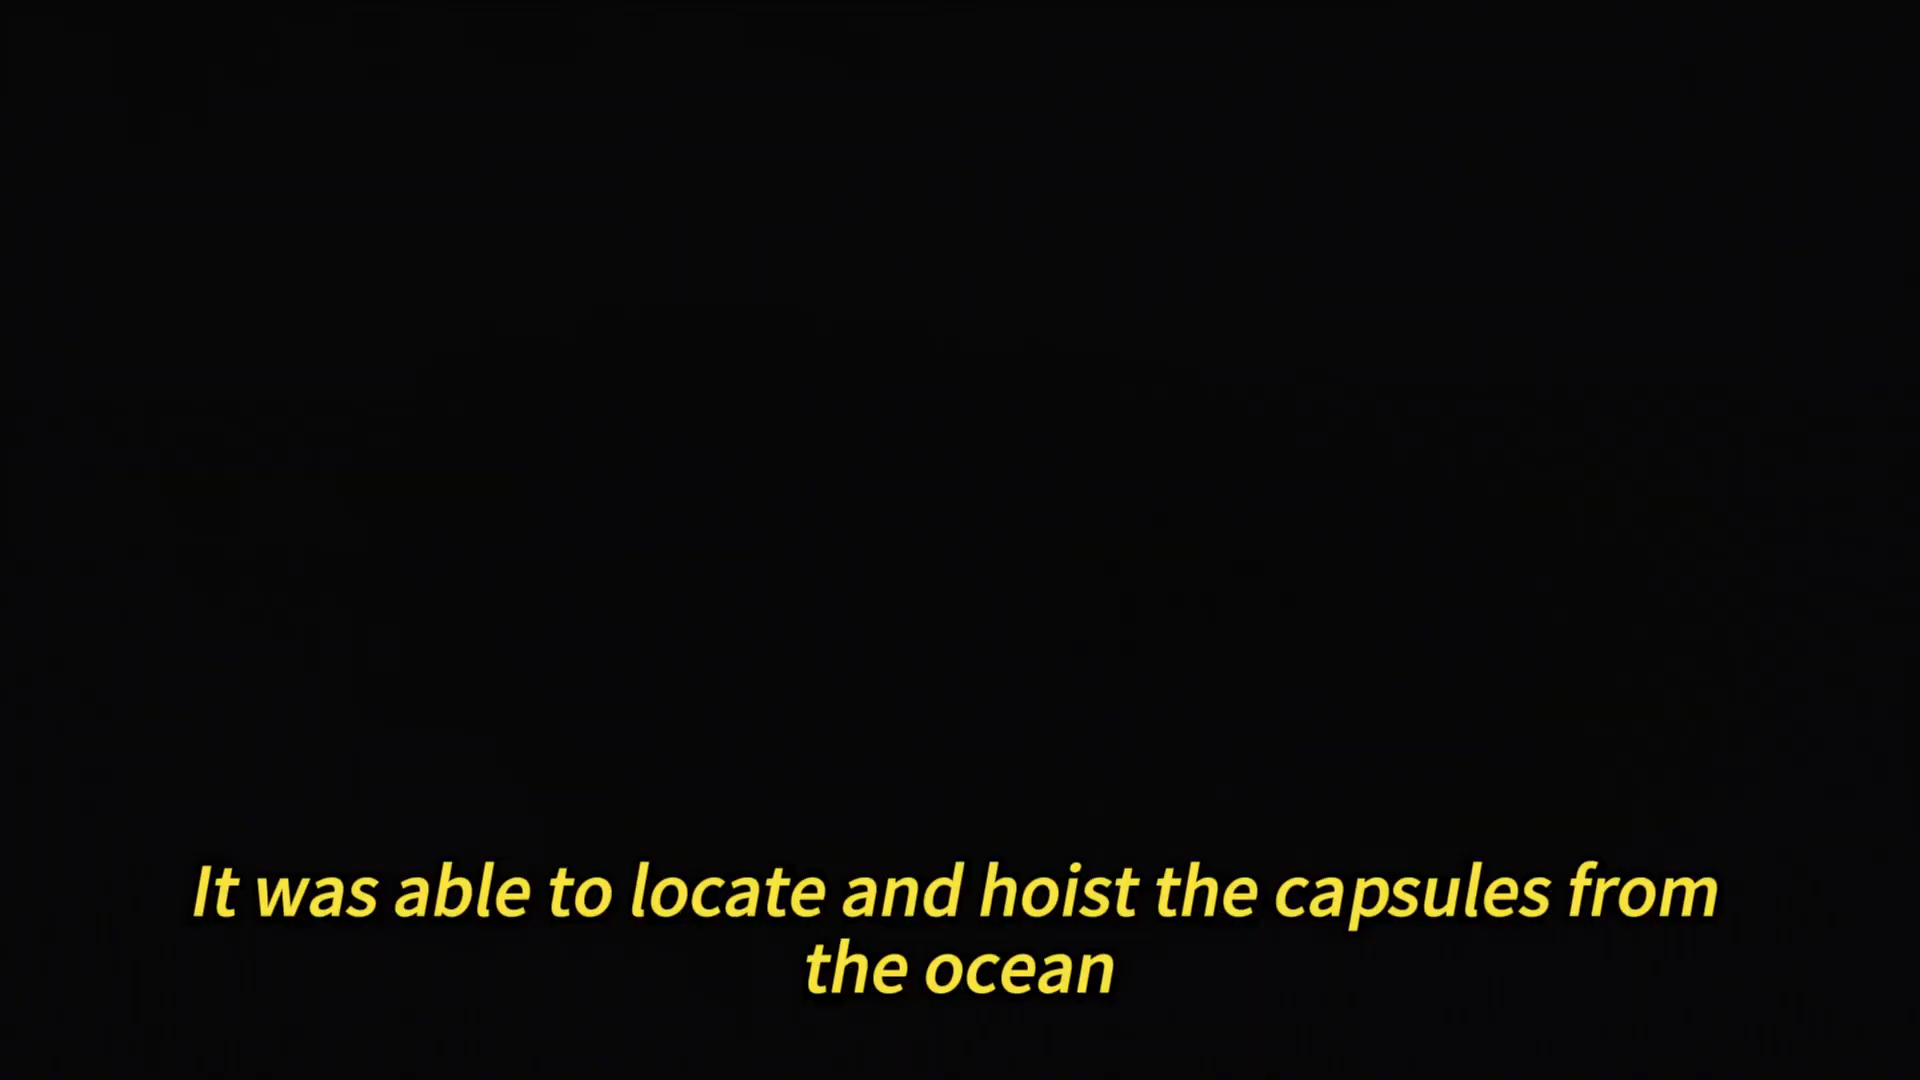 It was able to locate and hoist the capsules from
the ocean